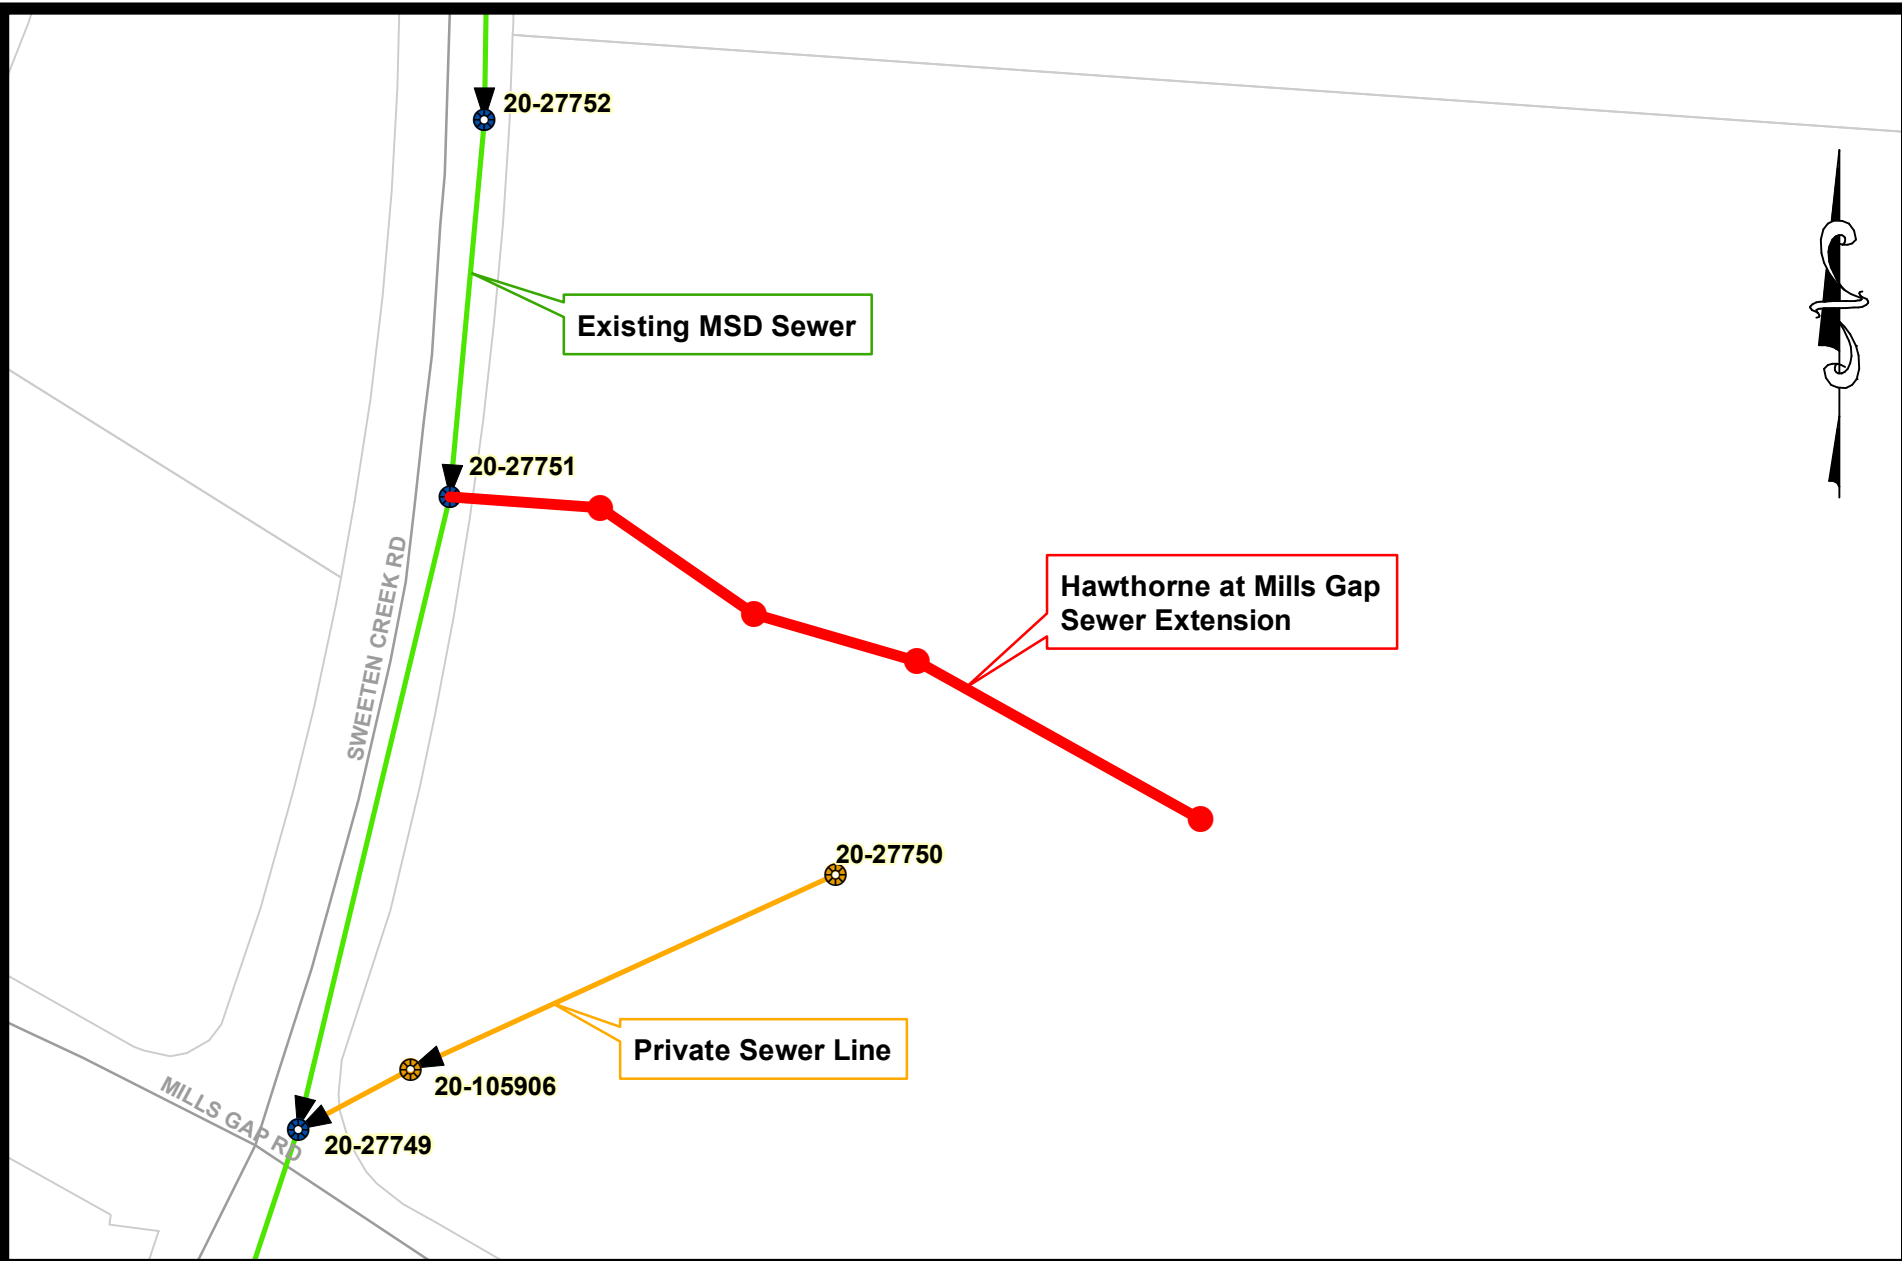 20-27752
Existing MSD Sewer
20-27751
SWEETEN CREEK RD
Hawthorne at Mills Gap
Sewer Extension
20-27750
Private Sewer Line
20-105906
MILLS GAP RD
20-27749